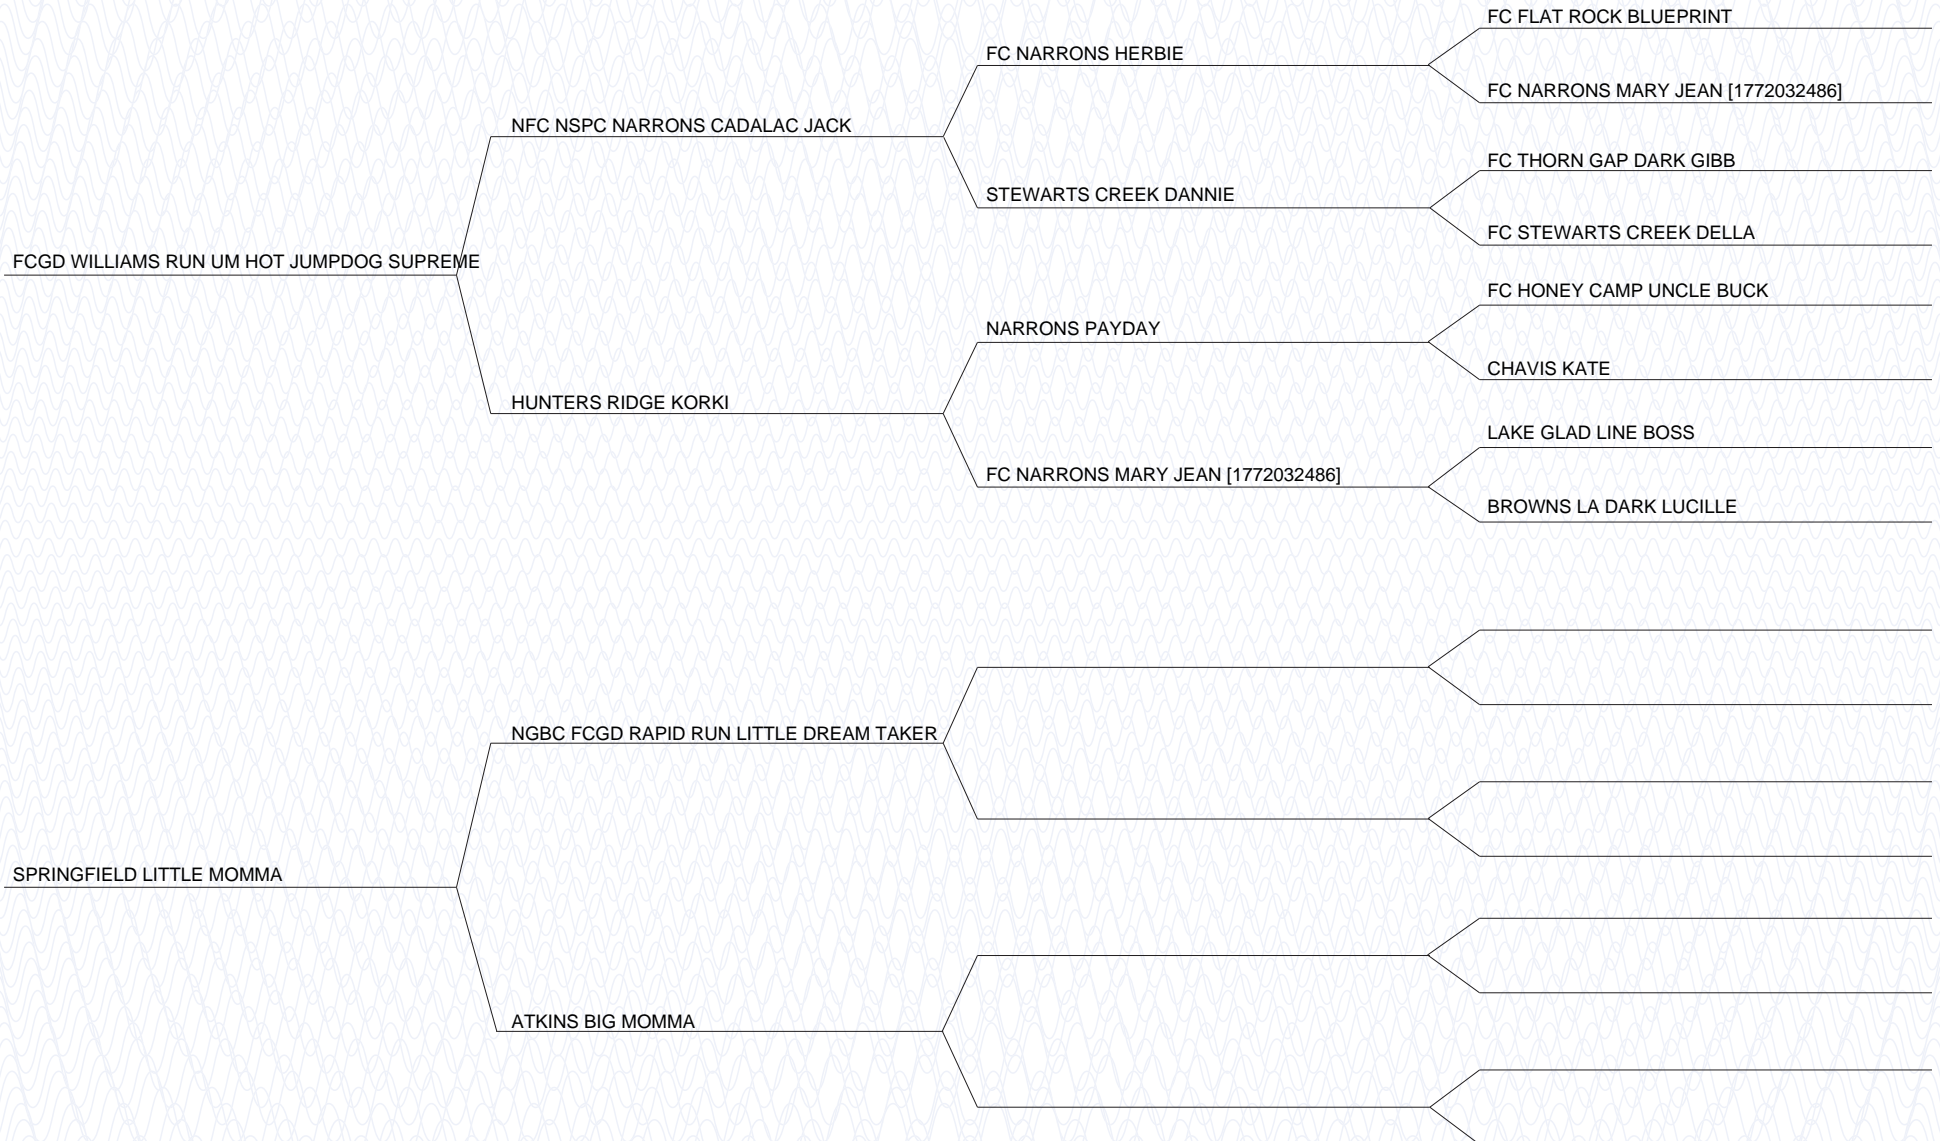 FC FLAT ROCK BLUEPRINT
FC NARRONS HERBIE
FC NARRONS MARY JEAN [1772032486]
NFC NSPC NARRONS CADALAC JACK
FC THORN GAP DARK GIBB
STEWARTS CREEK DANNIE
FC STEWARTS CREEK DELLA
FCGD WILLIAMS RUN UM HOT JUMPDOG SUPREME
FC HONEY CAMP UNCLE BUCK
NARRONS PAYDAY
CHAVIS KATE
HUNTERS RIDGE KORKI
LAKE GLAD LINE BOSS
FC NARRONS MARY JEAN [1772032486]
BROWNS LA DARK LUCILLE
NGBC FCGD RAPID RUN LITTLE DREAM TAKER
SPRINGFIELD LITTLE MOMMA
ATKINS BIG MOMMA